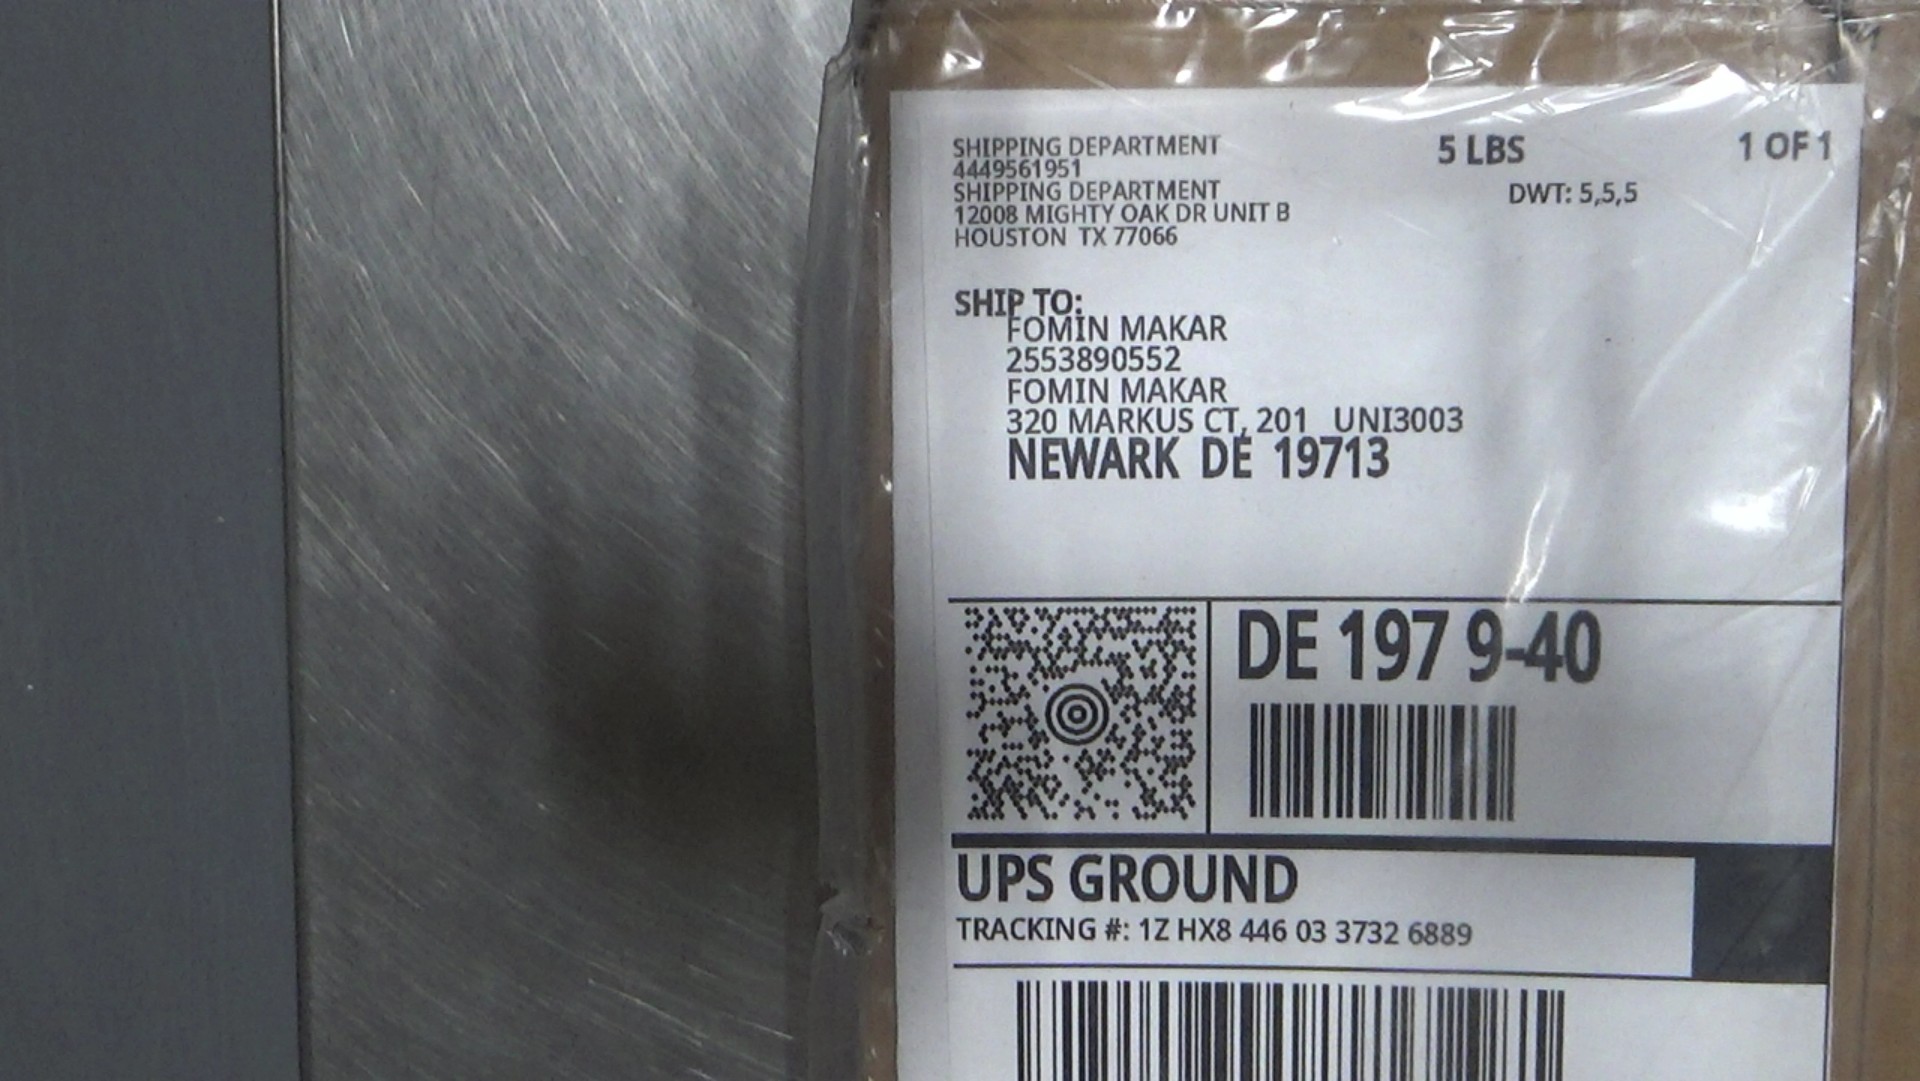 SHIPPING DEPARTMENT
4449561951
SHIPPING DEPARTMENT
12008 MIGHTY OAK DR UNIT B
HOUSTON TX 77066
5 LBS
1 OF 1
DWT: 5,5,5
SHIP TO:
FOMIN MAKAR
2553890552
FOMIN MAKAR
320 MARKUS CT, 201 UNI3003
NEWARK DE 19713
DE 197 9-40
UPS GROUND
TRACKING #: 1Z HX8 446 03 3732 6889